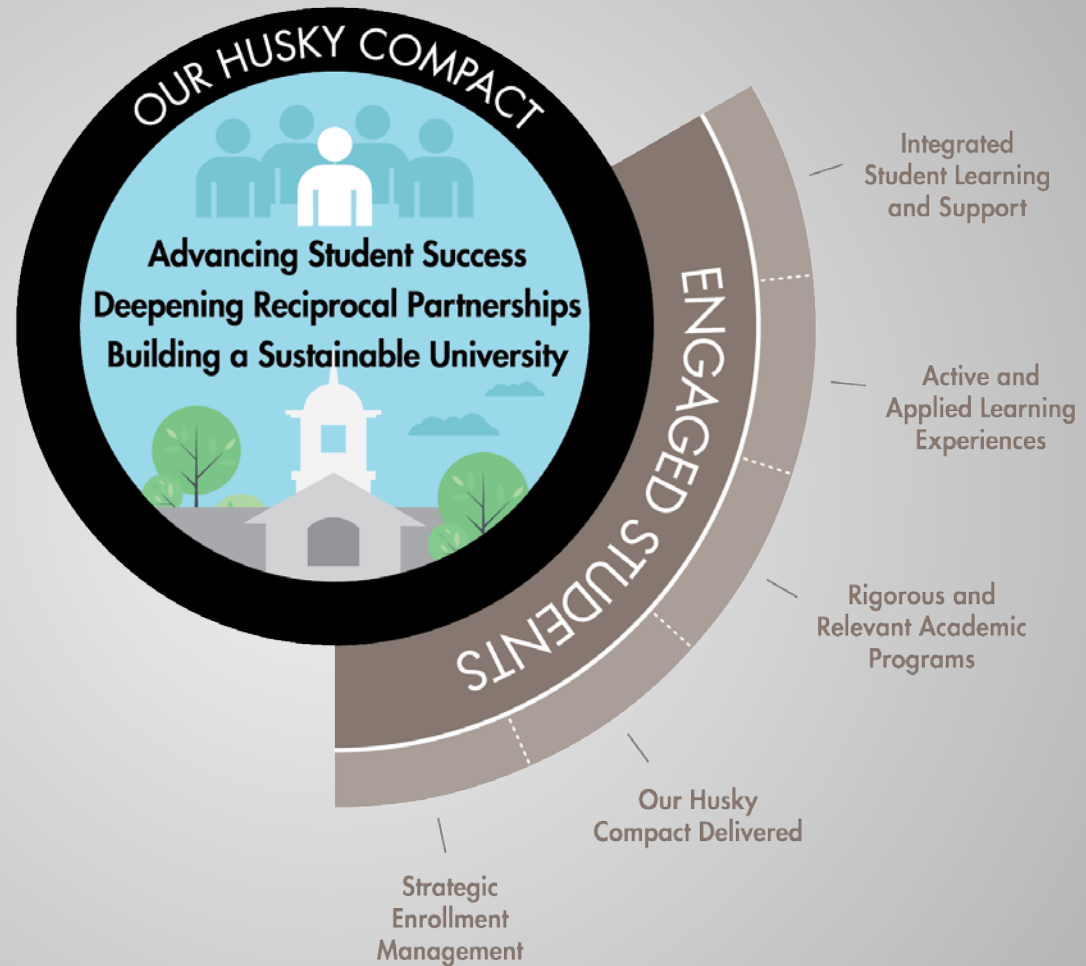 OUR HUSKY COMPACT
Advancing Student Success
Deepening Reciprocal Partnerships
Building a Sustainable University
ENGAGED STUDENTS
Integrated
Student Learning
and Support
Active and
Applied Learning
Experiences
Rigorous and
Relevant Academic
Programs
Our Husky
Compact Delivered
Strategic
Enrollment
Management